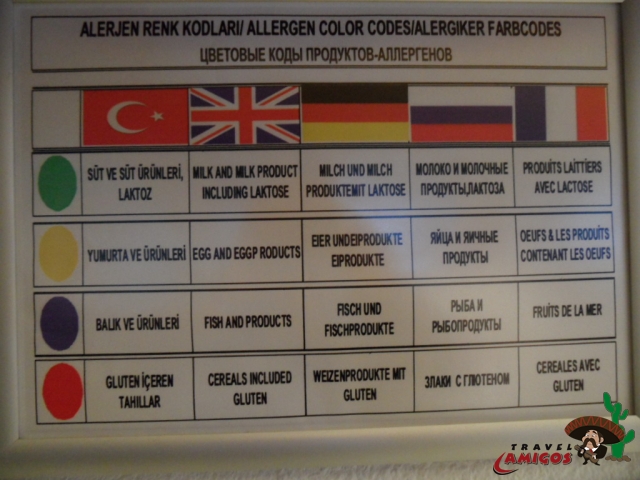 ALERJEN RENK KODLARI/ ALLERGEN COLOR CODES/ALERGIKER FARBCODES
ЦВЕТОВЫЕ КОДЫ ПРОДУКТОВ-АЛЛЕРГЕНОВ
SÜT VE SÜT ÜRÜNLERİ,
LAKTOZ
MILK AND MILK PRODUCT
INCLUDING LAKTOSE
MILCH UND MILCH
PRODUKTEMIT LAKTOSE
МОЛОКО И МОЛОЧНЫЕ
ПРОДУКТЫ,ЛАКТОЗА
PRODUITS LAITTIERS
AVEC LACTOSE
YUMURTA VE ÜRÜNLERİ
EGG AND EGGP RODUCTS
EIER UNDEIPRODUKTE
EIPRODUKTE
ЯЙЦА И ЯИЧНЫЕ
ПРОДУКТЫ
OEUFS & LES PRODUITS
CONTENANT LES OEUFS
BALIK VE ÜRÜNLERİ
FISH AND PRODUCTS
FISCH UND
FISCHPRODUKTE
РЫБА И
РЫБОПРОДУКТЫ
FRUİTS DE LA MER
GLUTEN İÇEREN
TAHILLAR
CEREALS INCLUDED
GLUTEN
WEIZENPRODUKTE MIT
GLUTEN
ЗЛАКИ С ГЛЮТЕНОМ
CEREALES AVEC
GLUTEN
TRAVEL
AMIGOS